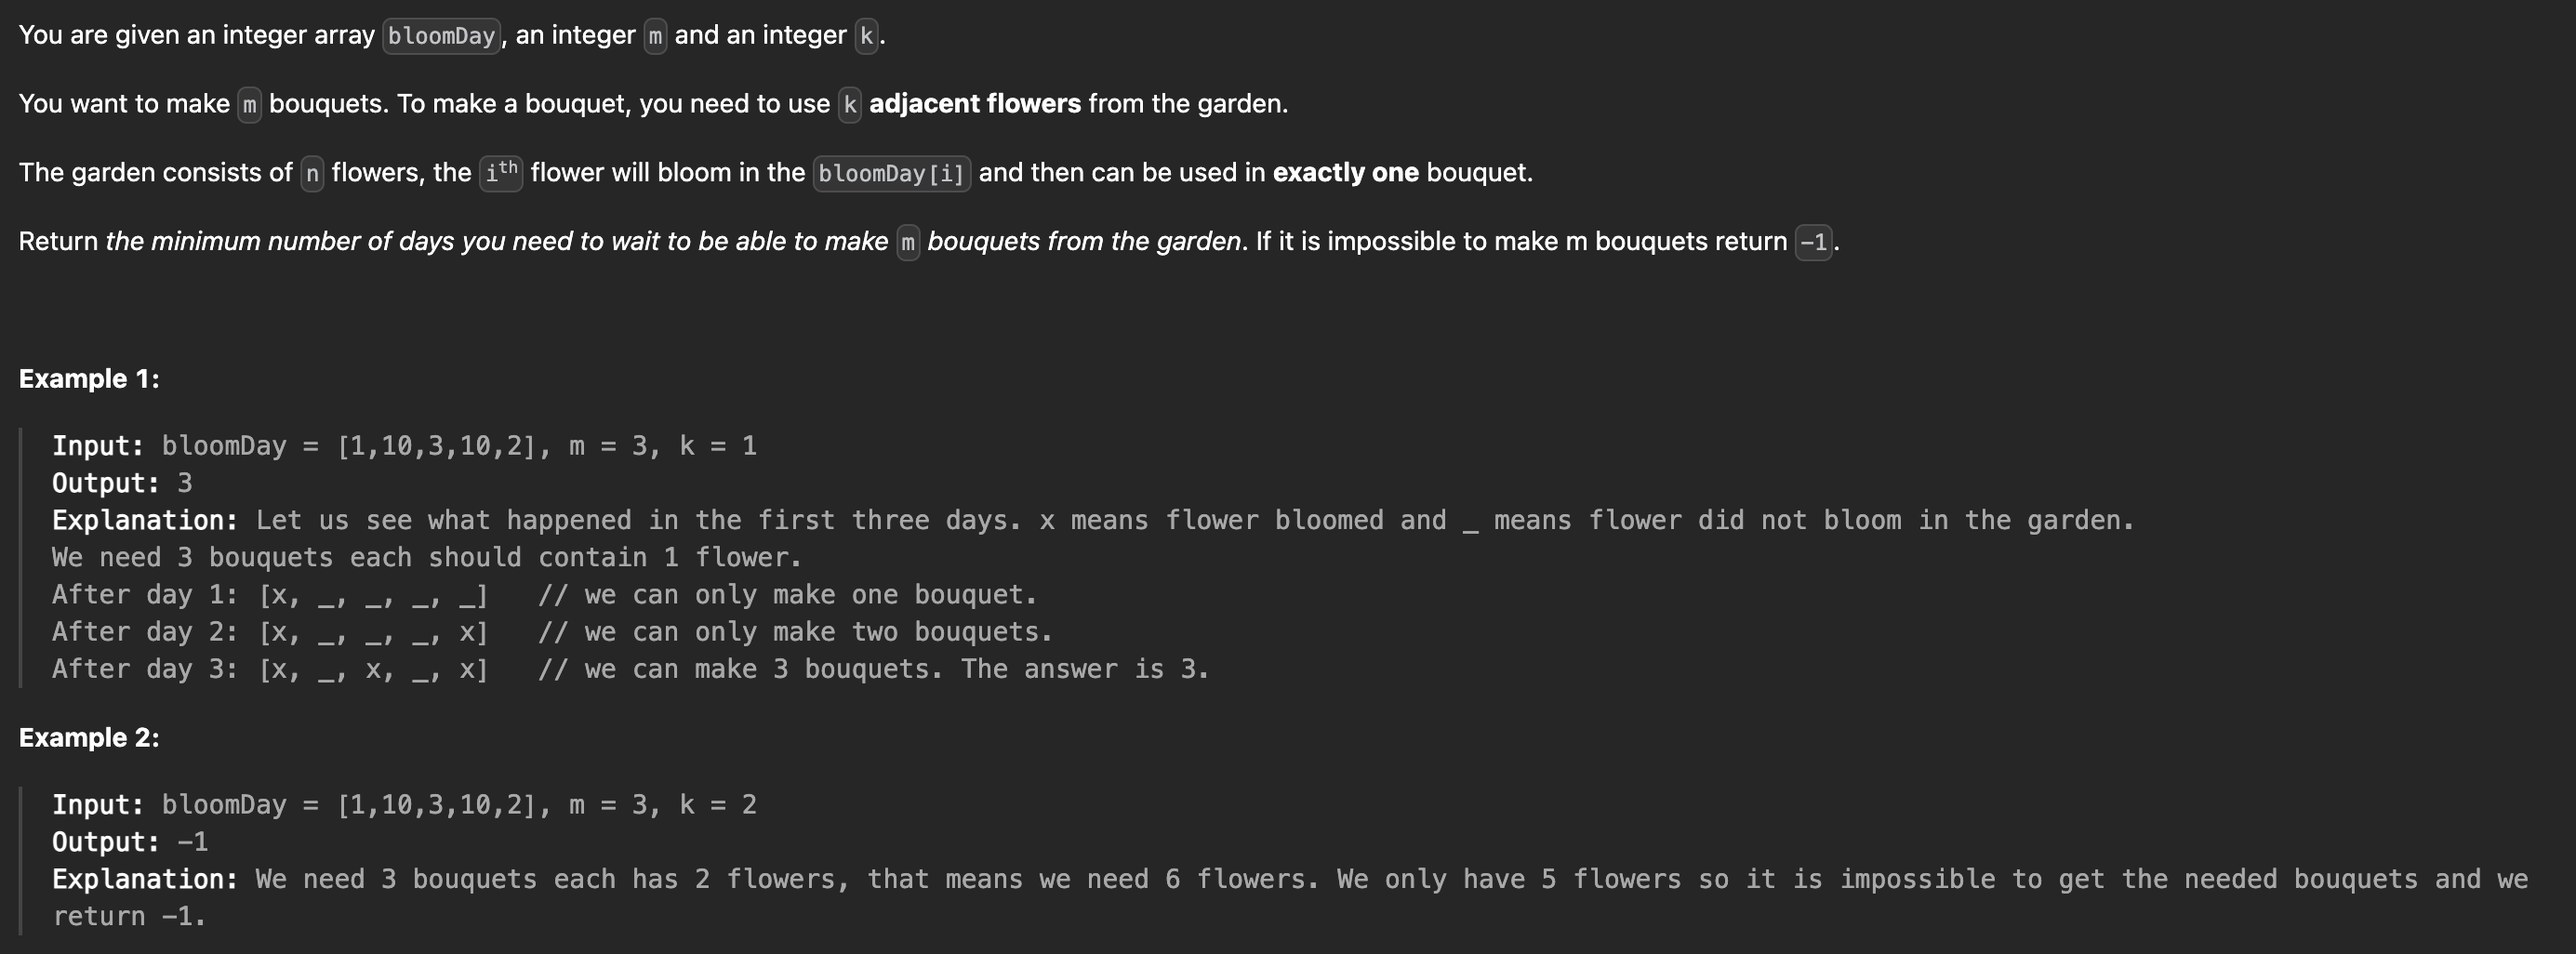 You are given an integer array bloomDay, an integer m and an integer k.
You want to make m bouquets. To make a bouquet, you need to use k adjacent flowers from the garden.
The garden consists of n flowers, the ith flower will bloom in the bloomDay[i] and then can be used in exactly one bouquet.
Return the minimum number of days you need to wait to be able to make m bouquets from the garden. If it is impossible to make m bouquets return -1.
Example 1:
Input: bloomDay = [1,10,3,10,2], m = 3, k = 1
Output: 3
Explanation: Let us see what happened in the first three days. x means flower bloomed and _ means flower did not bloom in the garden.
We need 3 bouquets each should contain 1 flower.
After day 1: [x, _, _, _, _]   // we can only make one bouquet.
After day 2: [x, _, _, _, x]   // we can only make two bouquets.
After day 3: [x, _, x, _, x]   // we can make 3 bouquets. The answer is 3.
Example 2:
Input: bloomDay = [1,10,3,10,2], m = 3, k = 2
Output: -1
Explanation: We need 3 bouquets each has 2 flowers, that means we need 6 flowers. We only have 5 flowers so it is impossible to get the needed bouquets and we
return -1.